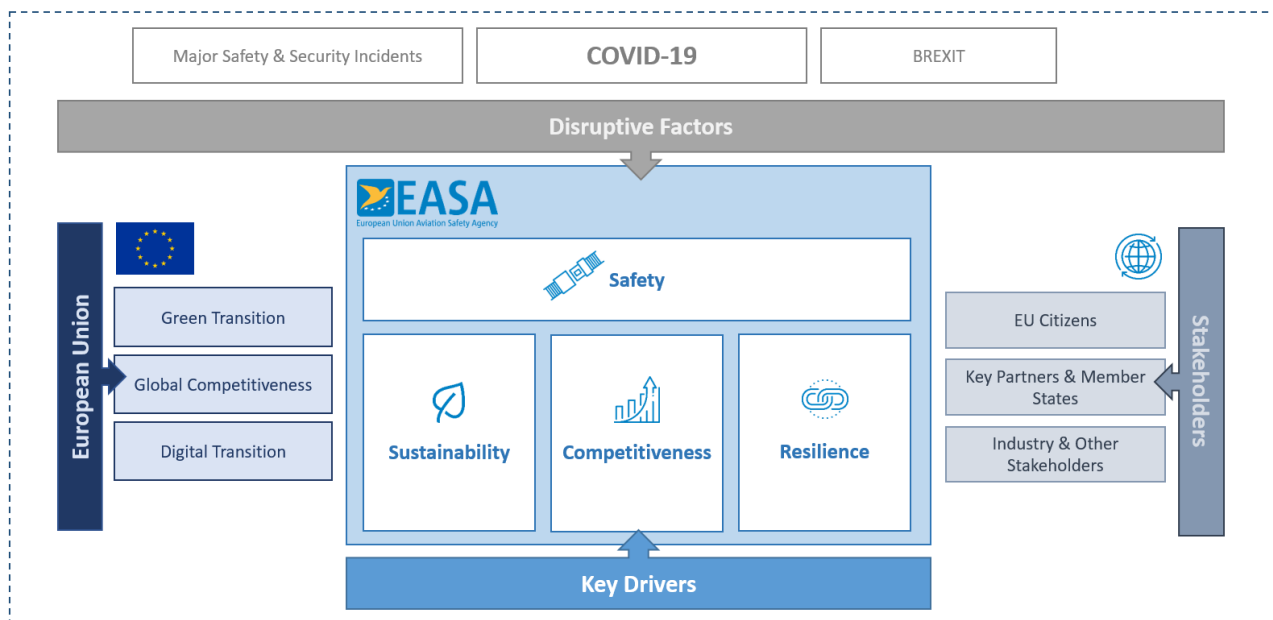 Major Safety & Security Incidents
COVID-19
BREXIT
Disruptive Factors
EASA
European Union Aviation Safety Agency
European Union
Green Transition
Global Competitiveness
Digital Transition
Safety
Sustainability
Competitiveness
Resilience
EU Citizens
Key Partners & Member
States
Industry & Other
Stakeholders
Stakeholders
Key Drivers